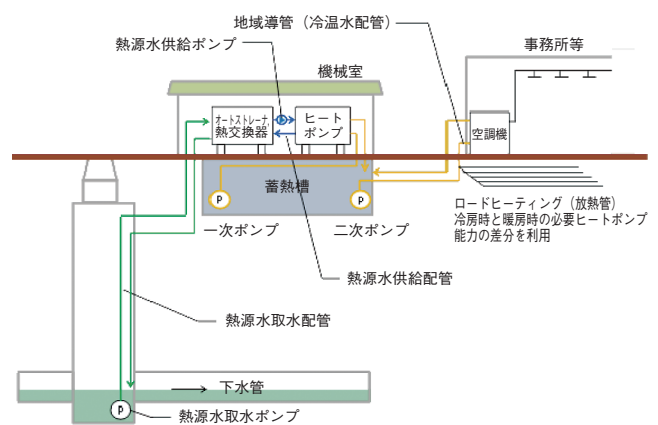 地域導管（冷温水配管）
熱源水供給ポンプ
事務所等
機械室
オートストレーナ,
熱交換器
ヒート
ポンプ
空調機
蓄熱槽
P
P
一次ポンプ
二次ポンプ
ロードヒーティング（放熱管）
冷房時と暖房時の必要ヒートポンプ
能力の差分を利用
熱源水供給配管
熱源水取水配管
下水管
P
熱源水取水ポンプ